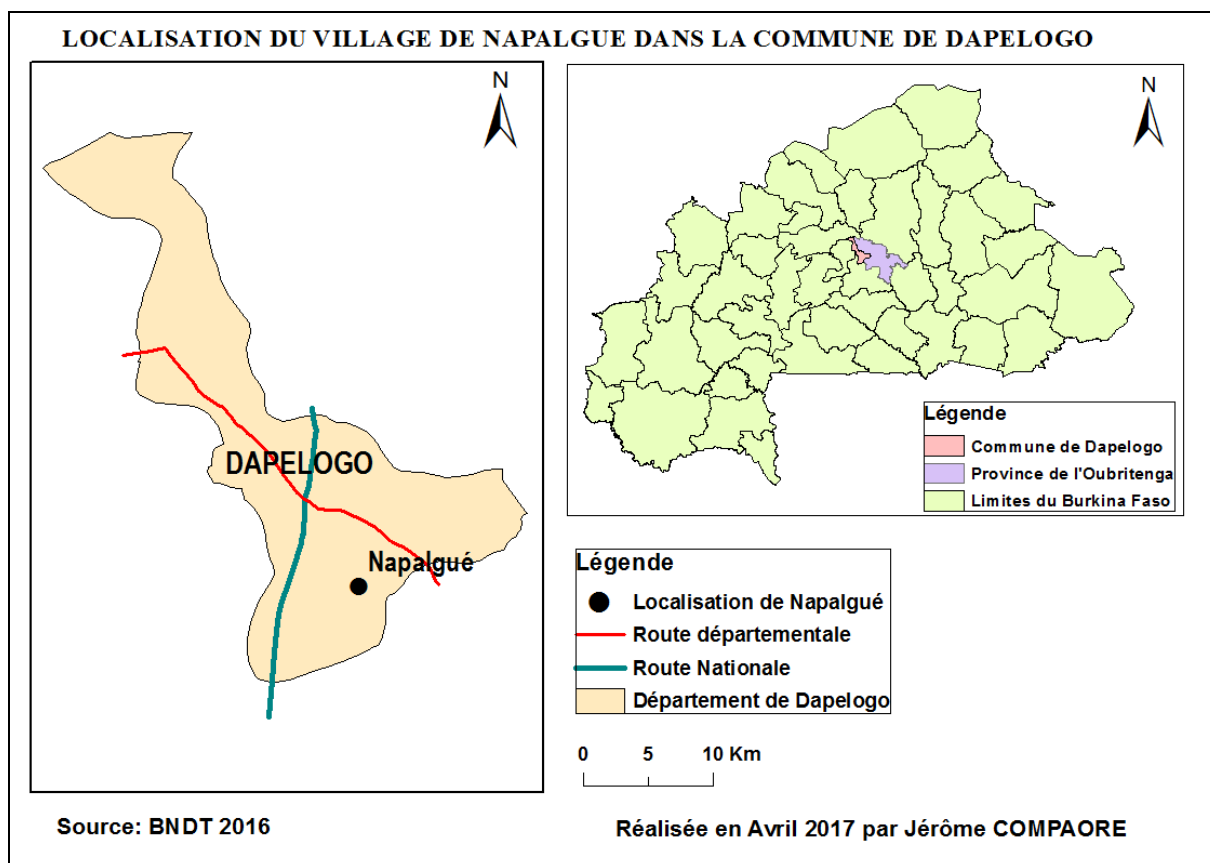 LOCALISATION DU VILLAGE DE NAPALGUE DANS LA COMMUNE DE DAPELOGO
N
DAPELOGO
Napalgué
N
Légende
Commune de Dapelogo
Province de l'Oubritenga
Limites du Burkina Faso
Légende
Localisation de Napalgué
Route départementale
Route Nationale
Département de Dapelogo
0 5 10 Km
Source: BNDT 2016
Réalisée en Avril 2017 par Jérôme COMPAORE